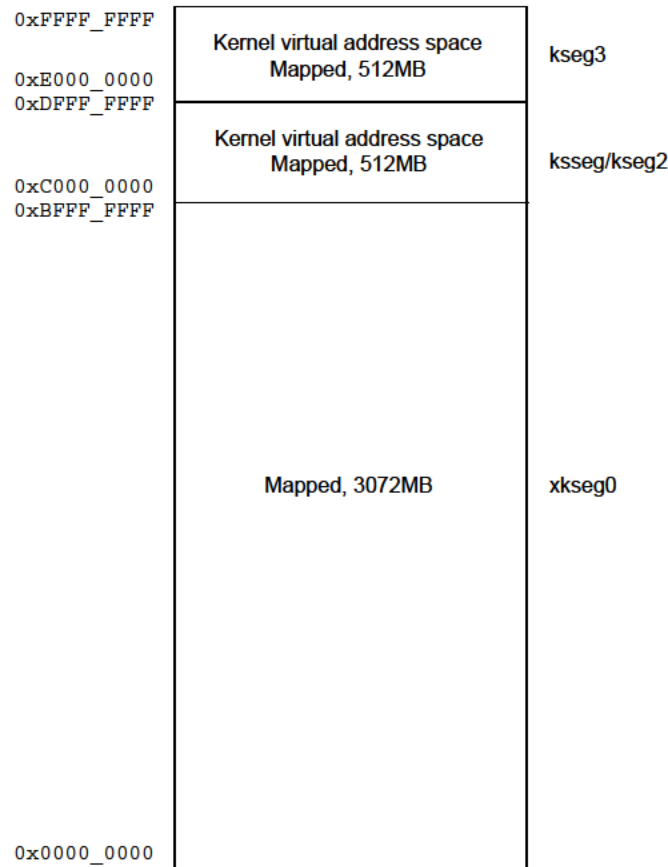 0xFFFF_FFFF
Kernel virtual address space
Mapped, 512MB
kseg3
0xE000_0000
0xDFFF_FFFF
Kernel virtual address space
Mapped, 512MB
ksseg/kseg2
0xC000_0000
0xBFFF_FFFF
Mapped, 3072MB
xkseg0
0x0000_0000